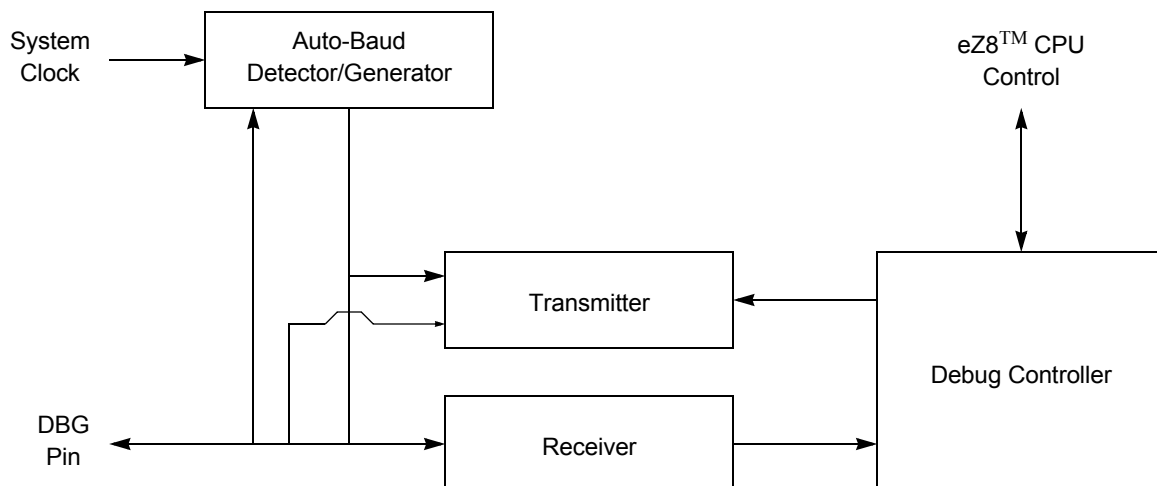 System
Clock
Auto-Baud
Detector/Generator
eZ8™ CPU
Control
Transmitter
Debug Controller
DBG
Pin
Receiver